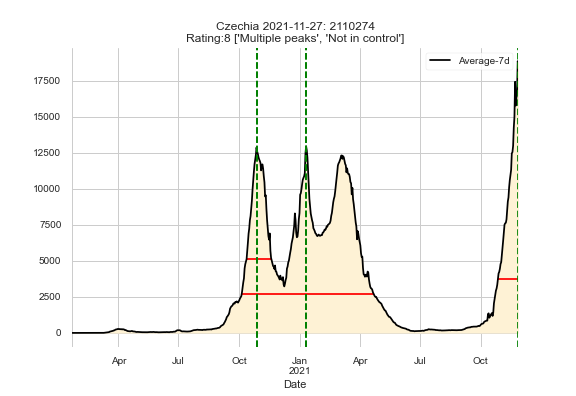 Czechia 2021-11-27: 2110274
Rating:8 ['Multiple peaks', 'Not in control']
Average-7d
17500
15000
12500
10000
7500
5000
2500
0
Apr Jul Oct Jan Apr Jul Oct
2021
Date